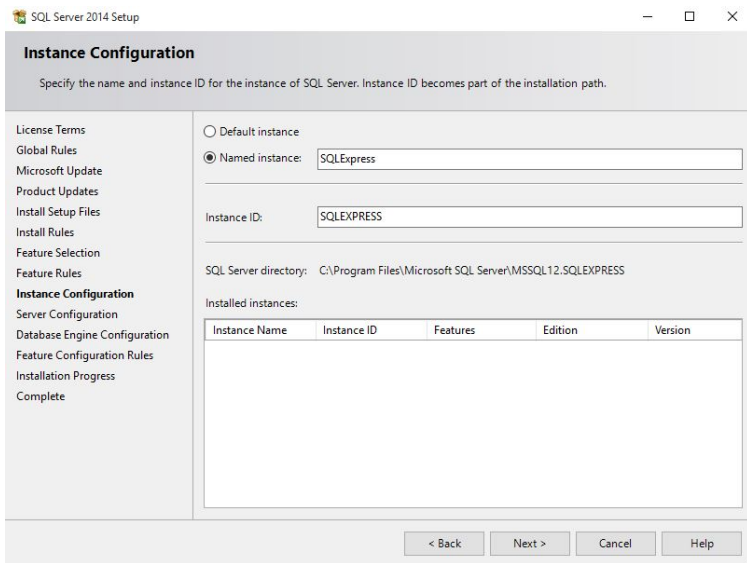 SQL Server 2014 Setup
Instance Configuration
Specify the name and instance ID for the instance of SQL Server. Instance ID becomes part of the installation path.
License Terms
Global Rules
Microsoft Update
Product Updates
Install Setup Files
Install Rules
Feature Selection
Feature Rules
Instance Configuration
Server Configuration
Database Engine Configuration
Feature Configuration Rules
Installation Progress
Complete
Default instance
Named instance: SQLExpress
Instance ID: SQLEXPRESS
SQL Server directory: C:\Program Files\Microsoft SQL Server\MSSQL12.SQLEXPRESS
Installed instances:
Instance Name Instance ID Features Edition Version
< Back Next > Cancel Help